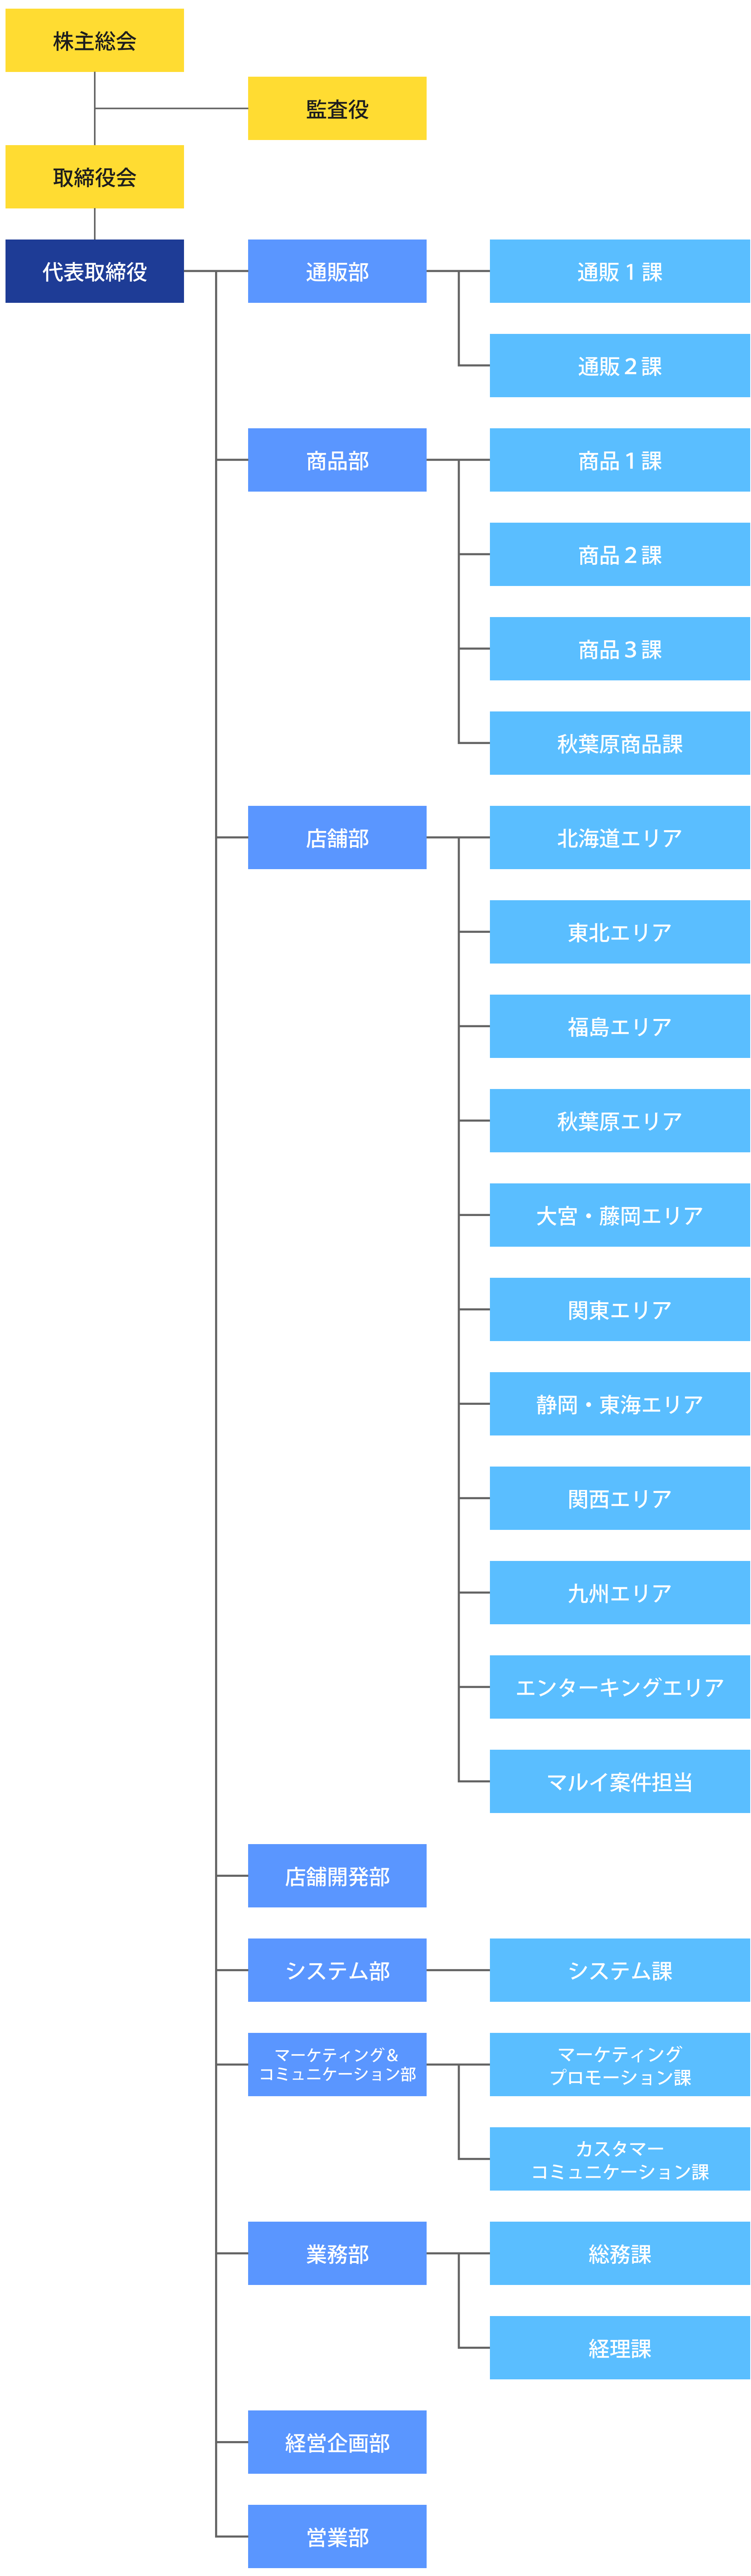 株主総会
監査役
取締役会
代表取締役
通販部
通販１課
通販２課
商品部
商品１課
商品２課
商品３課
秋葉原商品課
店舗部
北海道エリア
東北エリア
福島エリア
秋葉原エリア
大宮・藤岡エリア
関東エリア
静岡・東海エリア
関西エリア
九州エリア
エンターキングエリア
マルイ案件担当
店舗開発部
システム部
システム課
マーケティング＆
コミュニケーション部
マーケティング
プロモーション課
カスタマー
コミュニケーション課
業務部
総務課
経理課
経営企画部
営業部